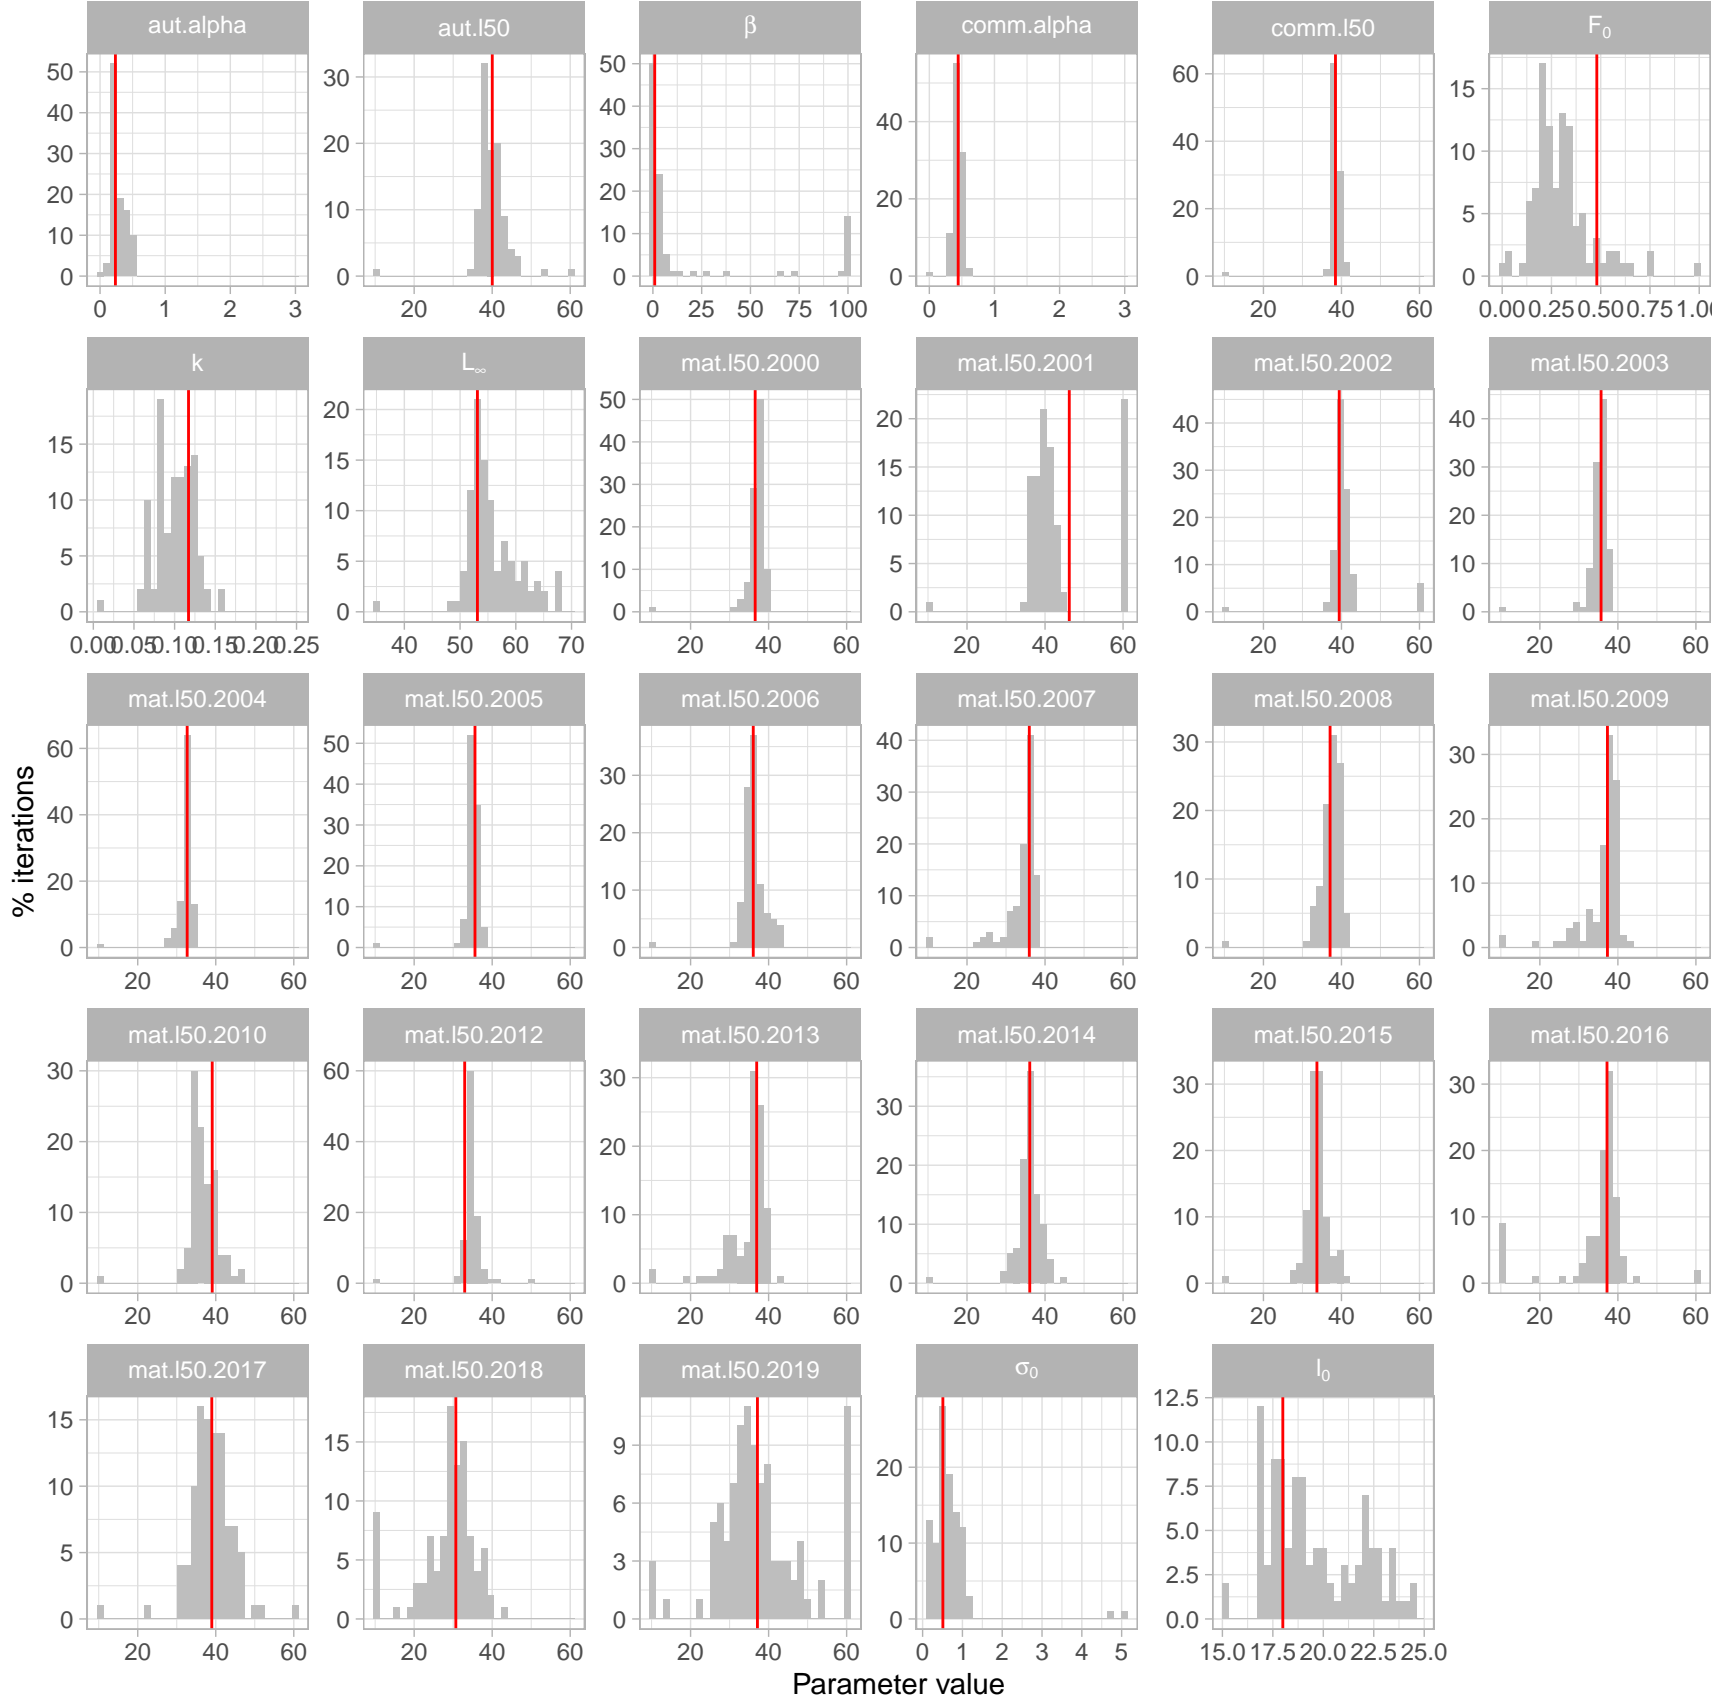 aut.alpha aut.l50 β comm.alpha comm.l50 F₀
50 40 30 20 10 0
30 20 10 0
50 40 30 20 10 0
40 20 0
60 40 20 0
15 10 5 0
0 1 2 3
20 40 60
0 25 50 75 100
0 1 2 3
20 40 60
0.00 0.25 0.50 0.75 1.00
k L∞ mat.l50.2000 mat.l50.2001 mat.l50.2002 mat.l50.2003
15 10 5 0
20 15 10 5 0
50 40 30 20 10 0
20 15 10 5 0
40 30 20 10 0
40 30 20 10 0
0.00 0.05 0.10 0.15 0.20 0.25
40 50 60 70
20 40 60
20 40 60
20 40 60
20 40 60
mat.l50.2004 mat.l50.2005 mat.l50.2006 mat.l50.2007 mat.l50.2008 mat.l50.2009
60 40 20 0
50 40 30 20 10 0
30 20 10 0
40 30 20 10 0
30 20 10 0
30 20 10 0
20 40 60
20 40 60
20 40 60
20 40 60
20 40 60
20 40 60
% iterations
mat.l50.2010 mat.l50.2012 mat.l50.2013 mat.l50.2014 mat.l50.2015 mat.l50.2016
30 20 10 0
60 40 20 0
30 20 10 0
30 20 10 0
30 20 10 0
30 20 10 0
20 40 60
20 40 60
20 40 60
20 40 60
20 40 60
20 40 60
mat.l50.2017 mat.l50.2018 mat.l50.2019 σ₀ l₀
15 10 5 0
15 10 5 0
9 6 3 0
20 10 0
12.5 10.0 7.5 5.0 2.5 0.0
20 40 60
20 40 60
20 40 60
0 1 2 3 4 5
15.0 17.5 20.0 22.5 25.0
Parameter value